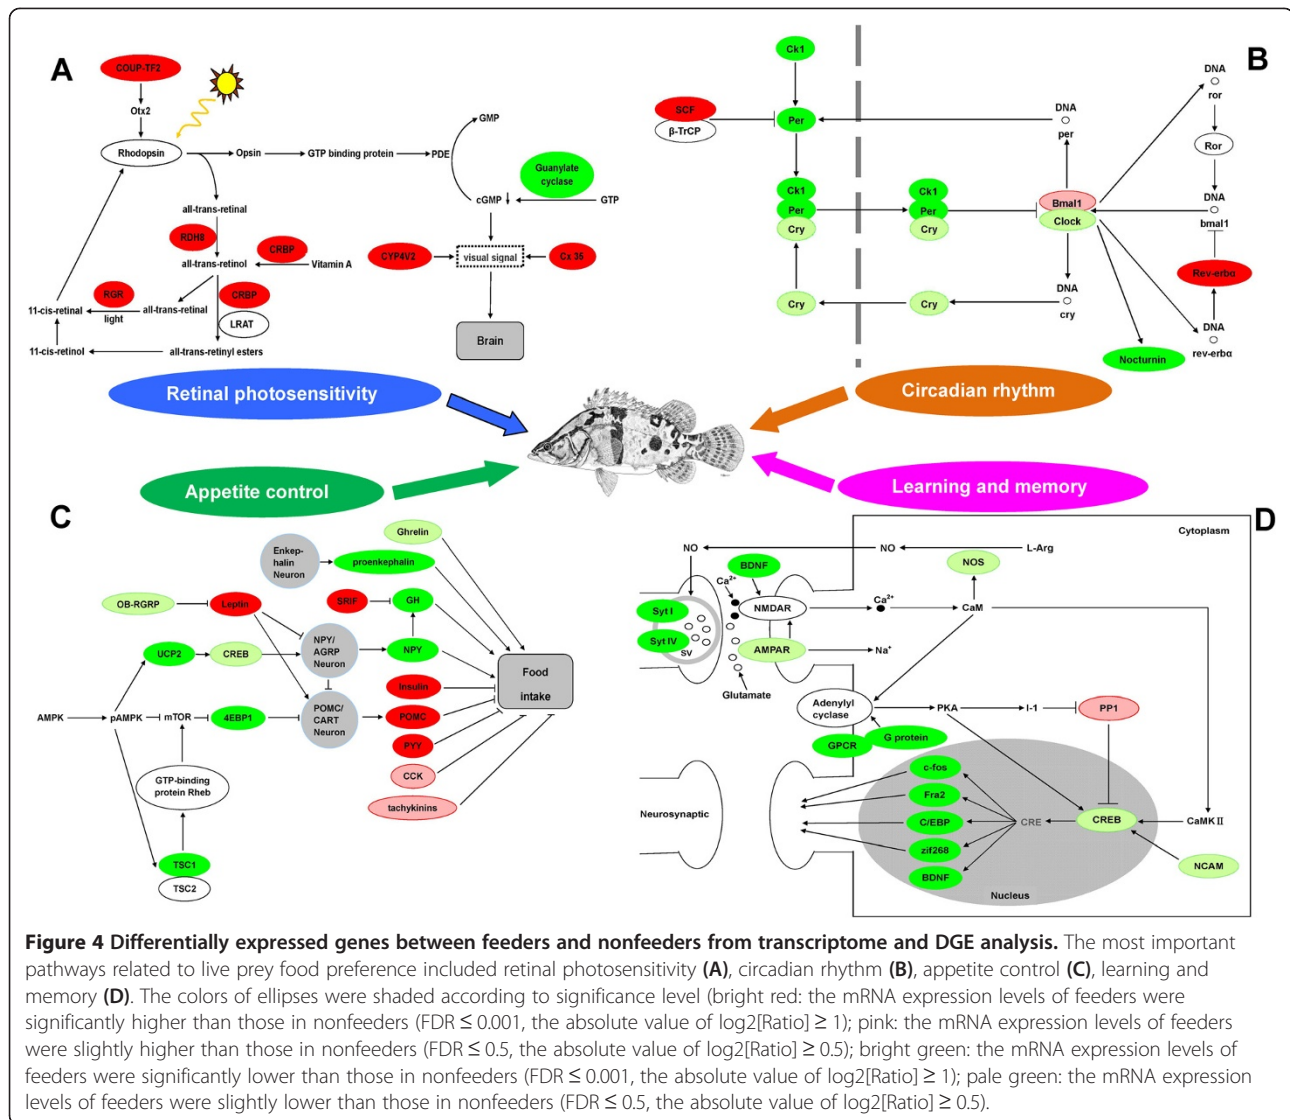 A
COUP-TF2
Otx2
Rhodopsin
Opsin
GTP binding protein
PDE
GMP
Guanylate
cyclase
cGMP
GTP
all-trans-retinal
RDH8
CRBP
all-trans-retinol
Vitamin A
CYP4V2
visual signal
Cx 35
RGR
CRBP
11-cis-retinal
all-trans-retinal
light
LRAT
11-cis-retinol
all-trans-retinyl esters
Brain
B
Ck1
DNA
ror
SCF
β-TrCP
Per
DNA
per
Ror
Ck1
Per
Cry
Ck1
Per
Cry
Bmal1
Clock
DNA
bmal1
Rev-erbα
Cry
Cry
DNA
cry
DNA
rev-erbα
Nocturnin
Retinal photosensitivity
Circadian rhythm
Appetite control
Learning and memory
C
Ghrelin
Enkep-
halin
Neuron
proenkephalin
OB-RGRP
Leptin
SRIF
GH
UCP2
CREB
NPY/
AGRP
Neuron
NPY
Food
intake
Insulin
AMPK
pAMPK
mTOR
4EBP1
POMC/
CART
Neuron
POMC
PYY
CCK
tachykinins
GTP-binding
protein Rheb
TSC1
TSC2
D
Cytoplasm
NO
NO
L-Arg
BDNF
NOS
Ca2+
Syt I
NMDAR
Ca2+
CaM
Syt IV
SV
AMPAR
Na+
Glutamate
Adenylyl
cyclase
PKA
I-1
PP1
GPCR
G protein
c-fos
Fra2
Neurosynaptic
C/EBP
CRE
CREB
CaMKⅡ
zif268
BDNF
NCAM
Nucleus
Figure 4 Differentially expressed genes between feeders and nonfeeders from transcriptome and DGE analysis. The most important
pathways related to live prey food preference included retinal photosensitivity (A), circadian rhythm (B), appetite control (C), learning and
memory (D). The colors of ellipses were shaded according to significance level (bright red: the mRNA expression levels of feeders were
significantly higher than those in nonfeeders (FDR ≤ 0.001, the absolute value of log2[Ratio] ≥ 1); pink: the mRNA expression levels of feeders
were slightly higher than those in nonfeeders (FDR ≤ 0.5, the absolute value of log2[Ratio] ≥ 0.5); bright green: the mRNA expression levels of
feeders were significantly lower than those in nonfeeders (FDR ≤ 0.001, the absolute value of log2[Ratio] ≥ 1); pale green: the mRNA expression
levels of feeders were slightly lower than those in nonfeeders (FDR ≤ 0.5, the absolute value of log2[Ratio] ≥ 0.5).